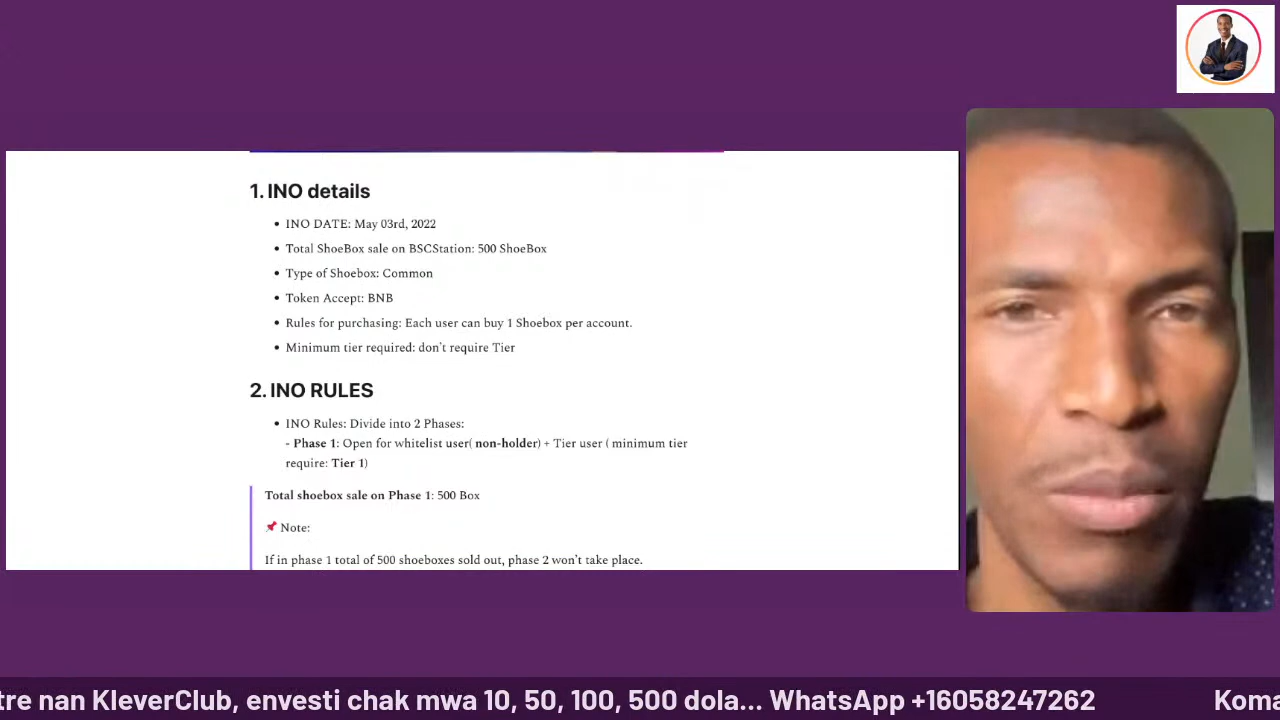 1. INO details
• INO DATE: May 03rd, 2022
• Total ShoeBox sale on BSCStation: 500 ShoeBox
• Type of Shoebox: Common
• Token Accept: BNB
• Rules for purchasing: Each user can buy 1 Shoebox per account.
• Minimum tier required: don't require Tier
2. INO RULES
• INO Rules: Divide into 2 Phases:
- Phase 1: Open for whitelist user( non-holder) + Tier user ( minimum tier
require: Tier 1)
Total shoebox sale on Phase 1: 500 Box
📌 Note:
If in phase 1 total of 500 shoeboxes sold out, phase 2 won't take place.
tre nan KleverClub, envesti chak mwa 10, 50, 100, 500 dola... WhatsApp +16058247262 Koma